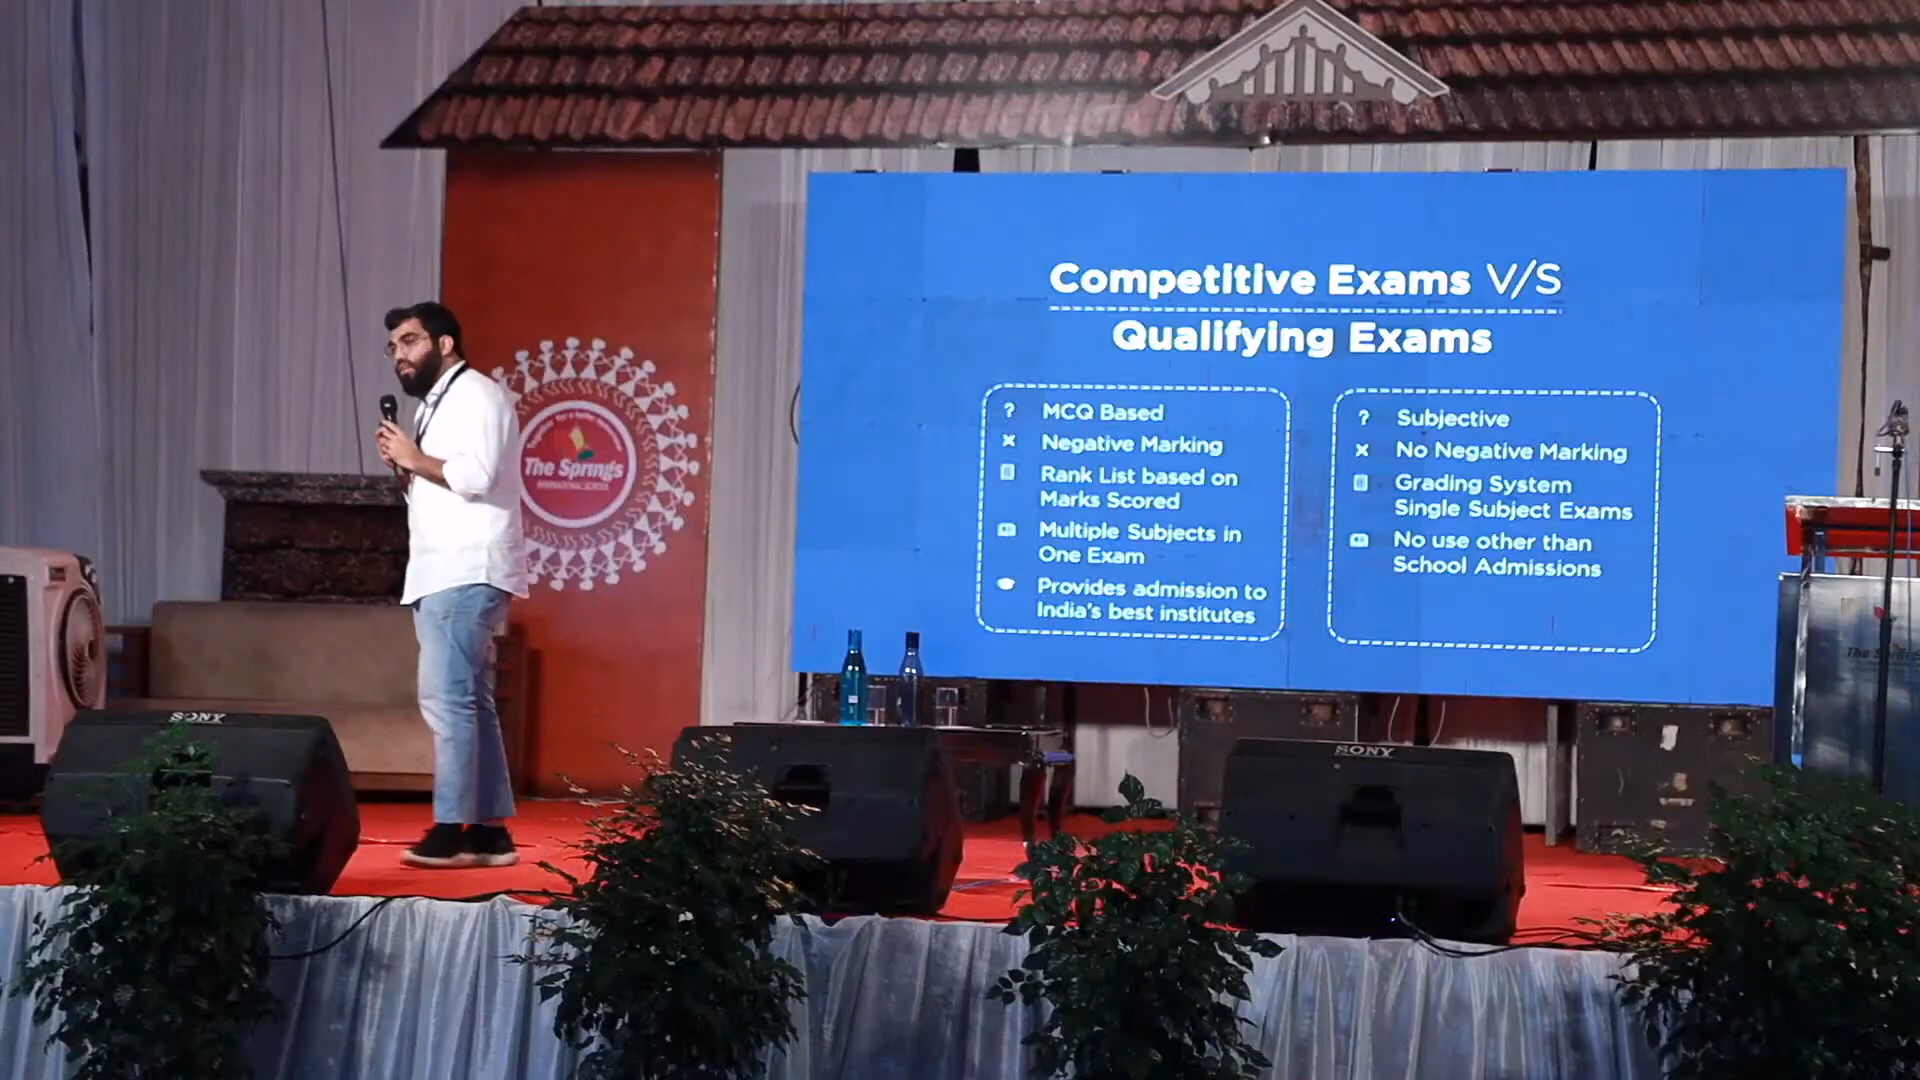 Competitive Exams V/S
Qualifying Exams
? MCQ Based
× Negative Marking
Rank List based on
Marks Scored
Multiple Subjects in
One Exam
Provides admission to
India's best institutes
? Subjective
× No Negative Marking
Grading System
Single Subject Exams
No use other than
School Admissions
The Springs
INTERNATIONAL SCHOOL
SONY
SONY